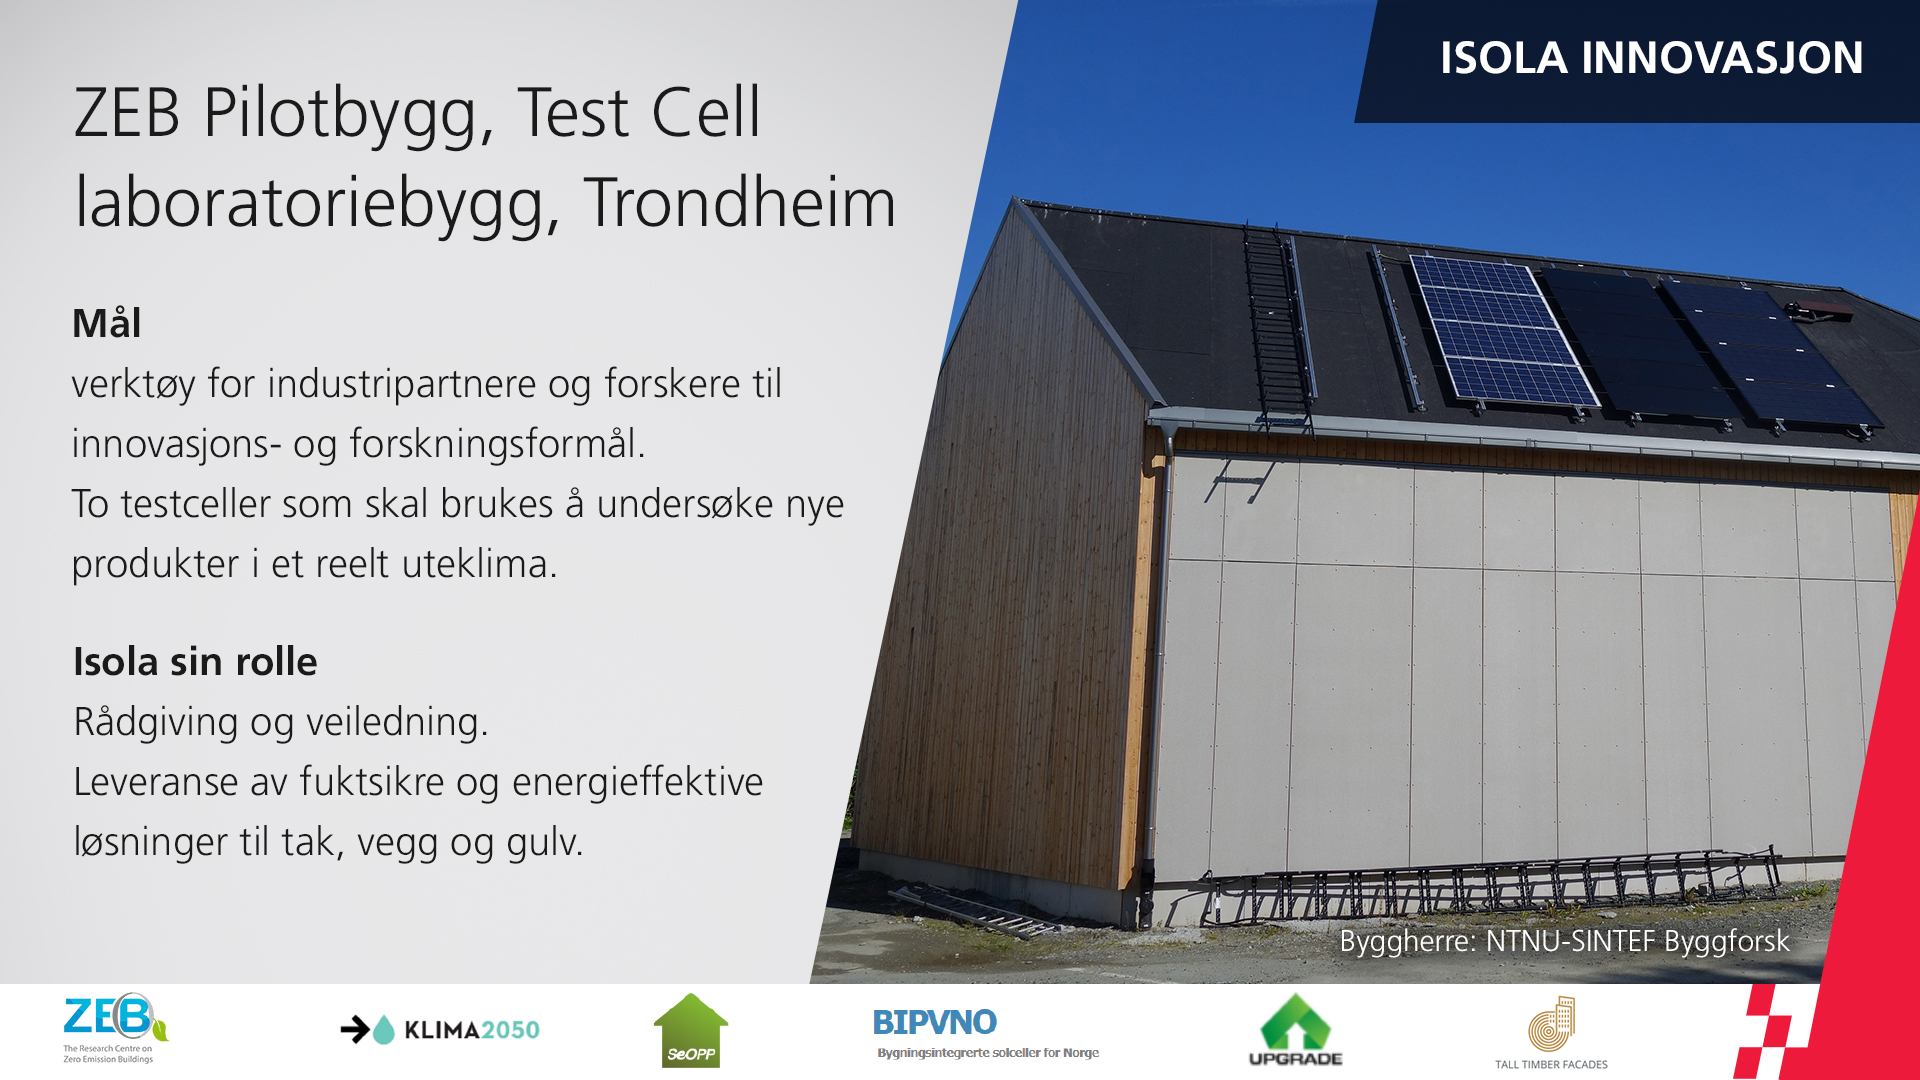 ISOLA INNOVASJON
ZEB Pilotbygg, Test Cell
laboratoriebygg, Trondheim
Mål
verktøy for industripartnere og forskere til
innovasjons- og forskningsformål.
To testceller som skal brukes å undersøke nye
produkter i et reelt uteklima.
Isola sin rolle
Rådgiving og veiledning.
Leveranse av fuktsikre og energieffektive
løsninger til tak, vegg og gulv.
Byggherre: NTNU-SINTEF Byggforsk
ZEB
The Research Centre on
Zero Emission Buildings
KLIMA2050
SeOPP
BIPVNO
Bygningsintegrerte solceller for Norge
UPGRADE
TALL TIMBER FACADES